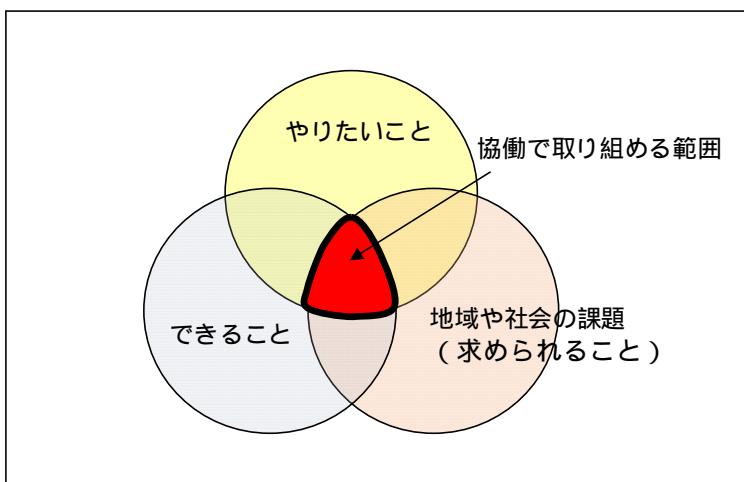 やりたいこと
協働で取り組める範囲
できること
地域や社会の課題
（求められること）